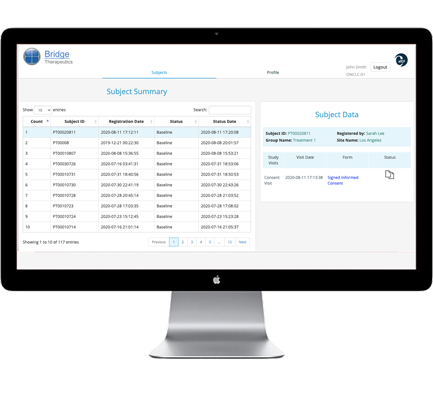 Bridge
Therapeutics
John Smith
Logout
Subjects
Profile
Subject Summary
Show 10 entries
Search:
Count Subject ID Registration Date Status Status Date
1 PT00020811 2020-08-11 17:12:11 Baseline 2020-08-11 17:20:08
2 PT00008 2019-12-21 00:22:30 Baseline 2020-08-08 20:01:57
3 PT00010807 2020-08-08 15:36:55 Baseline 2020-08-08 15:53:21
4 PT00030726 2020-07-16 03:41:31 Baseline 2020-07-31 18:53:06
5 PT0010731 2020-07-31 18:40:56 Baseline 2020-07-31 18:50:53
6 PT0010730 2020-07-30 22:41:19 Baseline 2020-07-30 22:43:26
7 PT0010728 2020-07-28 20:45:14 Baseline 2020-07-28 21:03:52
8 PT0010723 2020-07-28 17:03:35 Baseline 2020-07-28 17:08:02
9 PT0010724 2020-07-23 15:12:45 Baseline 2020-07-23 15:23:28
10 PT0010714 2020-07-16 21:01:14 Baseline 2020-07-16 21:05:37
Showing 1 to 10 of 117 entries
Previous 1 2 3 4 5 ... 12 Next
Subject Data
Subject ID: PT00020811 Registered by: Sarah Lee
Group Name: Treatment 1 Site Name: Los Angeles
Study Visits Visit Date Form Status
Consent Visit 2020-08-11 17:13:38 Signed Informed Consent